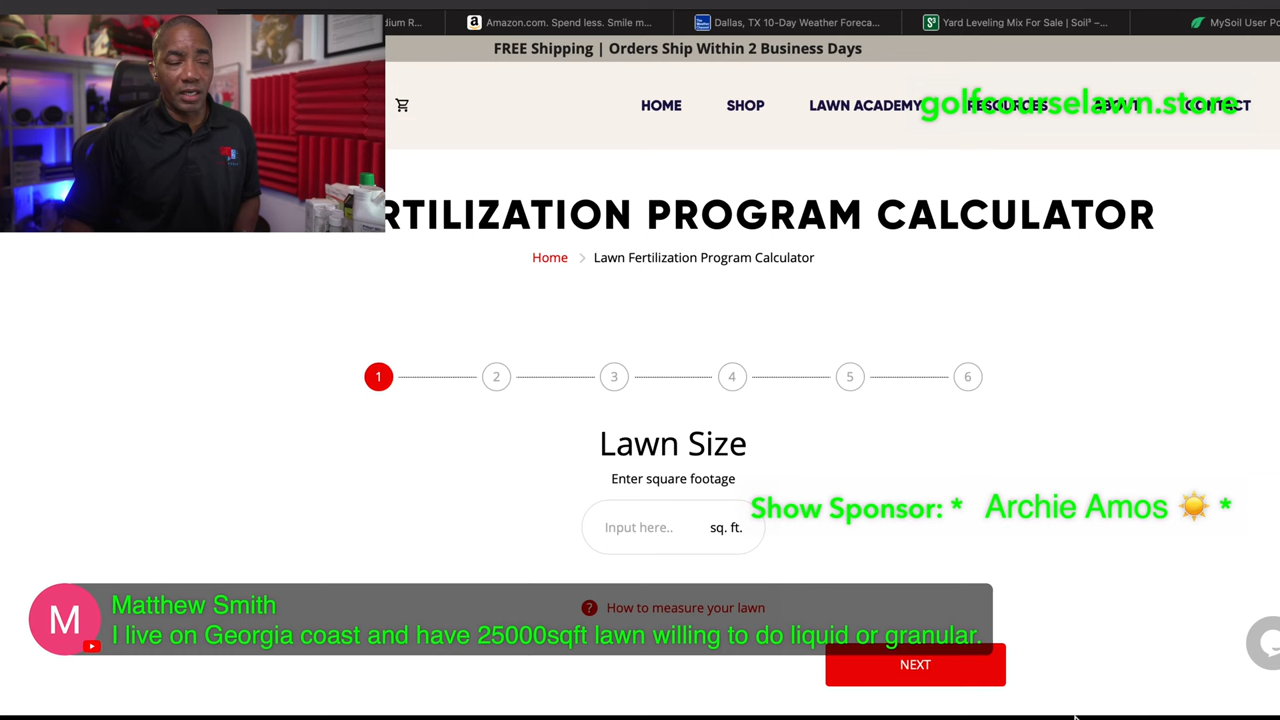 dium R...
Amazon.com. Spend less. Smile m...
Dallas, TX 10-Day Weather Foreca...
Yard Leveling Mix For Sale | Soil³ –...
MySoil User Po
FREE Shipping | Orders Ship Within 2 Business Days
HOME
SHOP
LAWN ACADEMY
RESOURCES
ABOUT
CONTACT
golfcourselawn.store
RTILIZATION PROGRAM CALCULATOR
Home
Lawn Fertilization Program Calculator
1 2 3 4 5 6
Lawn Size
Enter square footage
Input here.. sq. ft.
Show Sponsor: * Archie Amos ☀️ *
Matthew Smith
M
? How to measure your lawn
I live on Georgia coast and have 25000sqft lawn willing to do liquid or granular.
NEXT